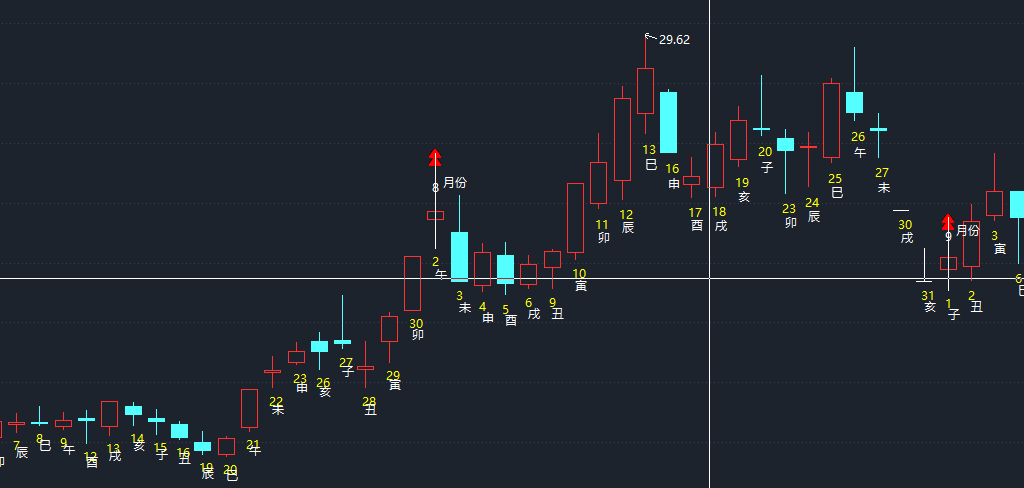 29.62
8 月份
9 月份
7
辰
8
巳
9
午
12
酉
13
戌
14
亥
15
子
16
丑
19
辰
20
巳
21
午
22
未
23
申
26
亥
27
子
28
丑
29
寅
30
卯
2
午
3
未
4
申
5
酉
6
戌
9
丑
10
寅
11
卯
12
辰
13
巳
16
申
17
酉
18
戌
19
亥
20
子
23
卯
24
辰
25
巳
26
午
27
未
30
戌
31
亥
1
子
2
丑
3
寅